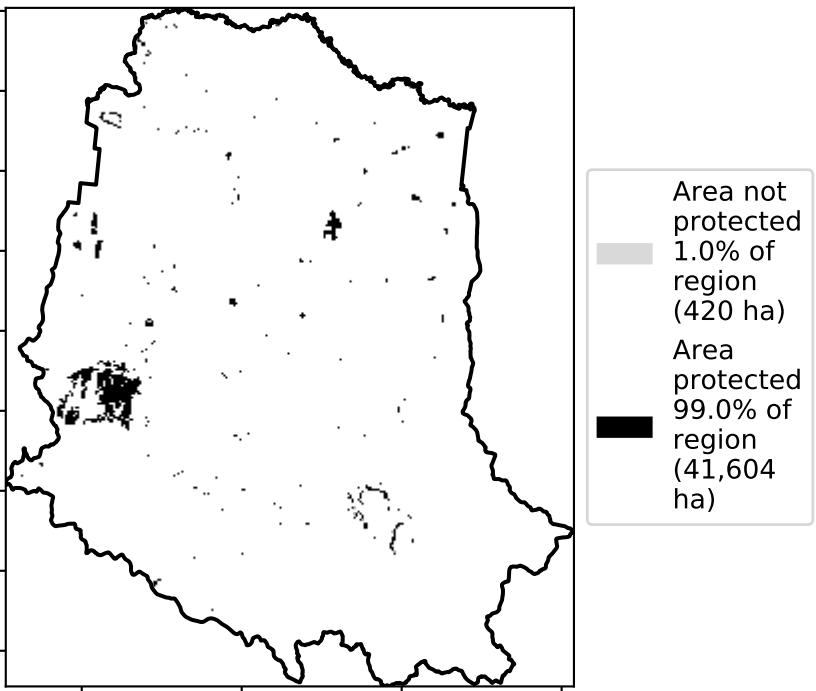 Area not
protected
1.0% of
region
(420 ha)
Area
protected
99.0% of
region
(41,604
ha)